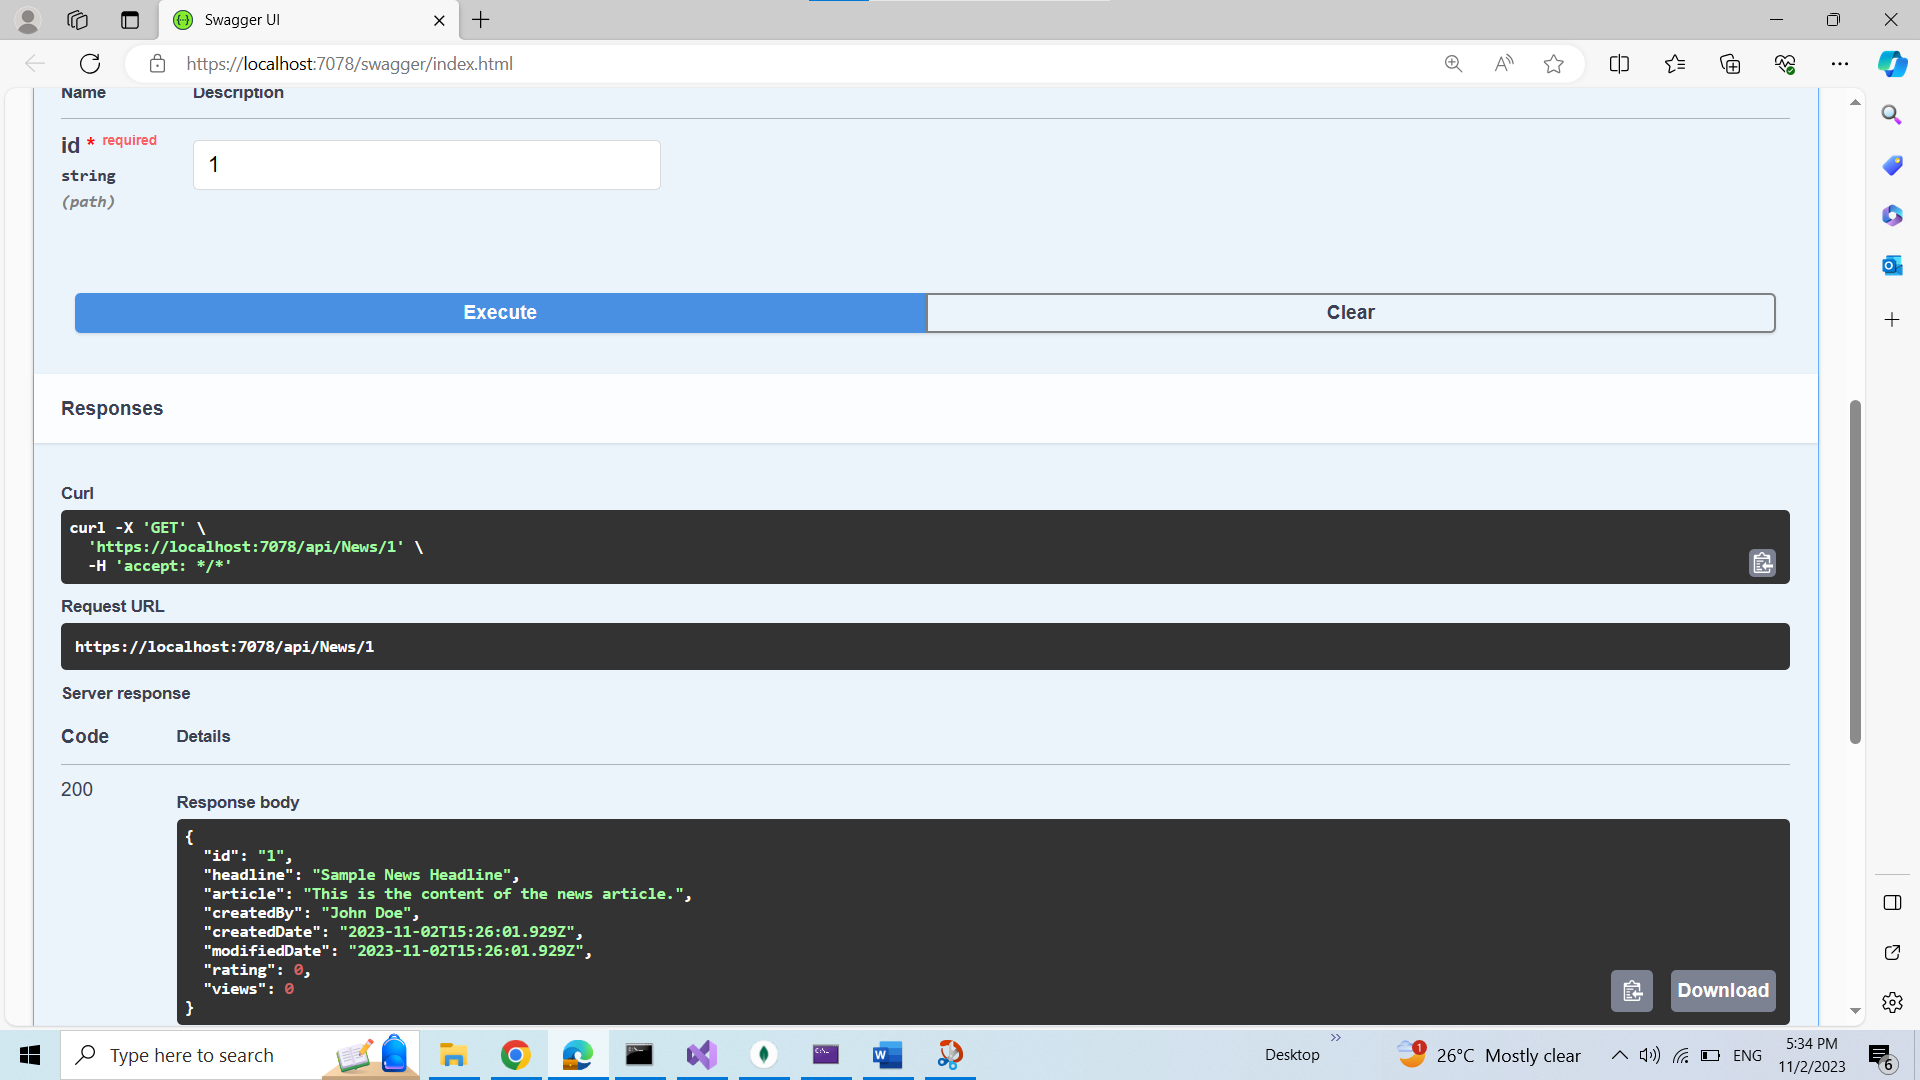 Swagger UI
https://localhost:7078/swagger/index.html
Name Description
id * required
string
(path)
1
Execute Clear
Responses
Curl
curl -X 'GET' \
'https://localhost:7078/api/News/1' \
-H 'accept: */*'
Request URL
https://localhost:7078/api/News/1
Server response
Code Details
200
Response body
{
"id": "1",
"headline": "Sample News Headline",
"article": "This is the content of the news article.",
"createdBy": "John Doe",
"createdDate": "2023-11-02T15:26:01.929Z",
"modifiedDate": "2023-11-02T15:26:01.929Z",
"rating": 0,
"views": 0
}
Download
Type here to search
Desktop
1
26°C Mostly clear
ENG
5:34 PM
11/2/2023
6